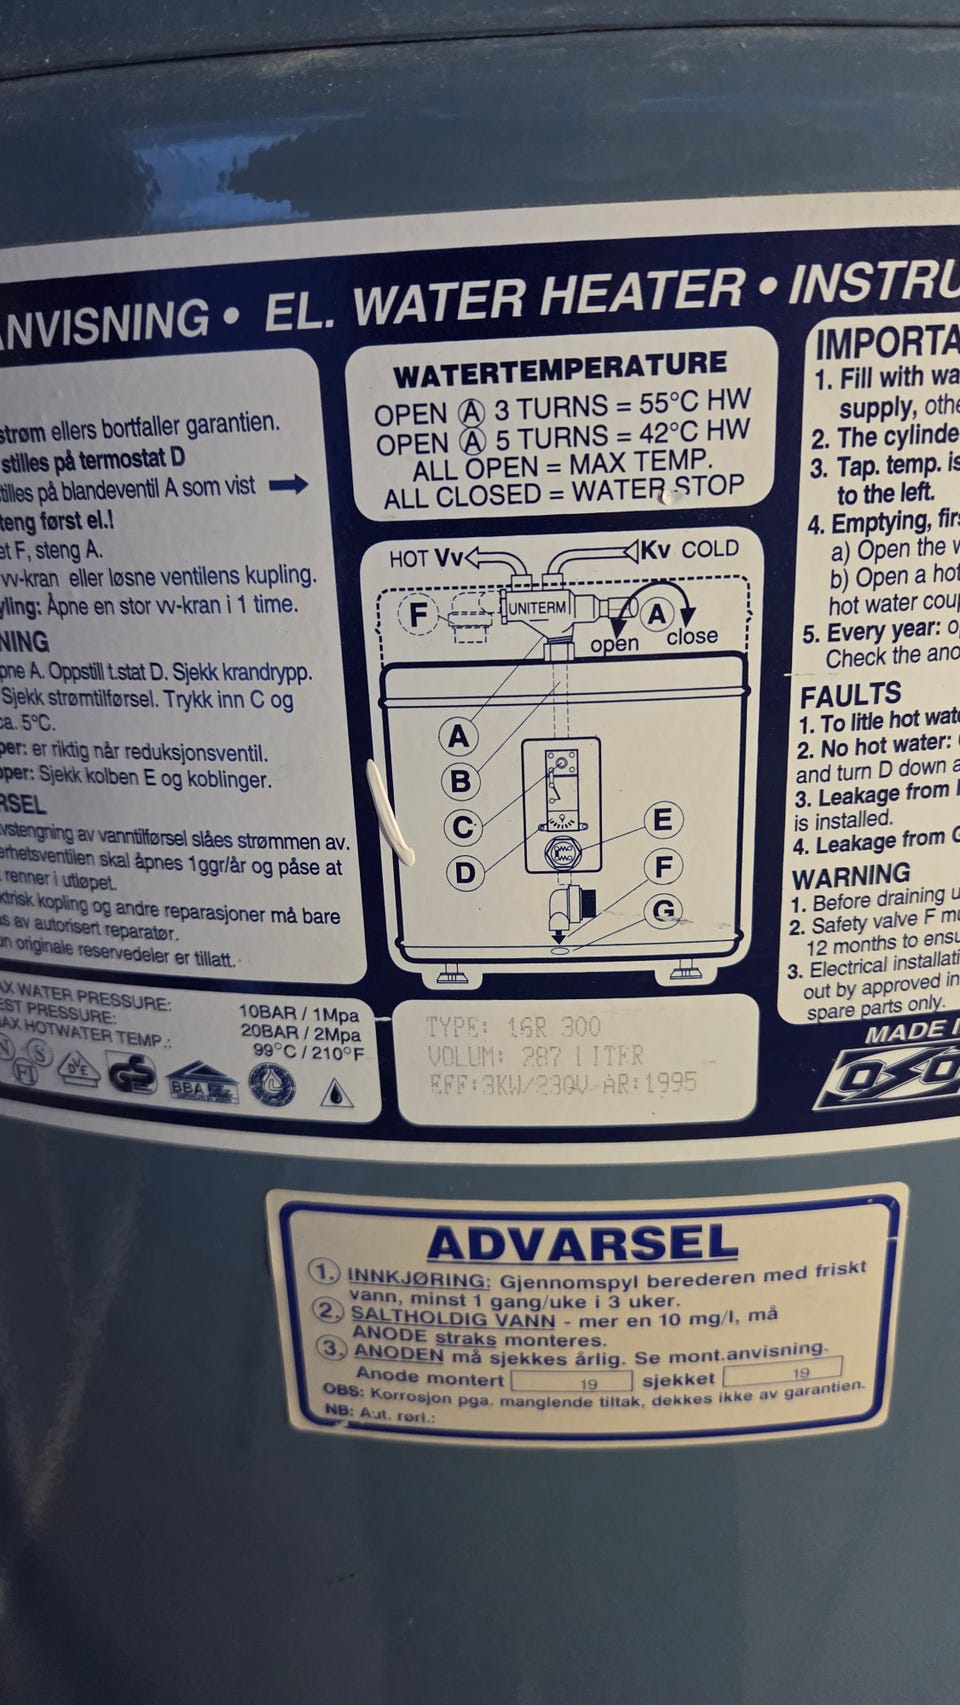 ANVISNING • EL. WATER HEATER • INSTRU
strøm ellers bortfaller garantien.
stilles på termostat D
stilles på blandeventil A som vist
steng først el.!
et F, steng A.
vv-kran eller løsne ventilens kupling.
Åpne en stor vv-kran i 1 time.
NING
A. Oppstill t.stat D. Sjekk krandrypp.
Sjekk strømtilførsel. Trykk inn C og
ca. 5°C.
er riktig når reduksjonsventil.
Sjekk kolben E og koblinger.
RSEL
avstengning av vanntilførsel slåes strømmen av.
erhetsventilen skal åpnes 1ggr/år og påse at
renner i utløpet.
ktrisk kopling og andre reparasjoner må bare
av autorisert reparatør.
un originale reservedeler er tillatt.
AX WATER PRESSURE: 10BAR / 1Mpa
EST PRESSURE: 20BAR / 2Mpa
AX HOTWATER TEMP.: 99°C / 210°F
N S FI D/E GS
BBA
WATERTEMPERATURE
OPEN Ⓐ 3 TURNS = 55°C HW
OPEN Ⓐ 5 TURNS = 42°C HW
ALL OPEN = MAX TEMP.
ALL CLOSED = WATER STOP
HOT Vv Kv COLD
F UNITERM A
open close
A
B
C
D
E
F
G
TYPE: 16R 300
VOLUM: 287 LITER
EFF: 3KW/230V-ÅR: 1995
IMPORTA
1. Fill with wa
supply, othe
2. The cylinde
3. Tap. temp. is
to the left.
4. Emptying, firs
a) Open the w
b) Open a hot
hot water coup
5. Every year: o
Check the ano
FAULTS
1. To litle hot wat
2. No hot water:
and turn D down a
3. Leakage from
is installed.
4. Leakage from G
WARNING
1. Before draining u
2. Safety valve F mu
12 months to ensu
3. Electrical installati
out by approved in
spare parts only.
MADE I
OSO
ADVARSEL
1. INNKJØRING: Gjennomspyl berederen med friskt
vann, minst 1 gang/uke i 3 uker.
2. SALTHOLDIG VANN - mer en 10 mg/l, må
ANODE straks monteres.
3. ANODEN må sjekkes årlig. Se mont.anvisning.
Anode montert 19 sjekket 19
OBS: Korrosjon pga. manglende tiltak, dekkes ikke av garantien.
NB: Aut. rørl.: